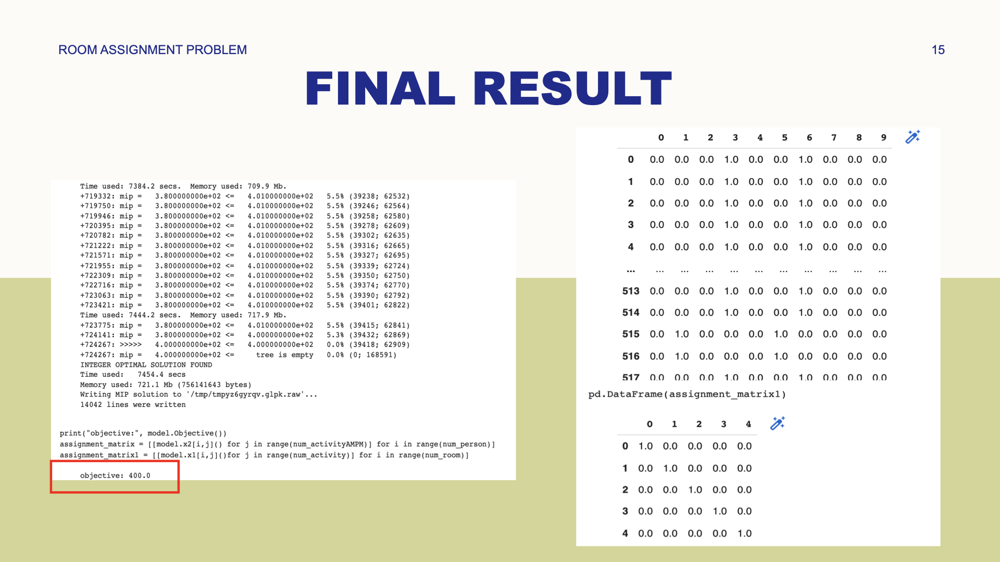 ROOM ASSIGNMENT PROBLEM
15
FINAL RESULT
Time used: 7384.2 secs. Memory used: 709.9 Mb.
+719332: mip = 3.800000000e+02 <= 4.010000000e+02 5.5% (39238; 62532)
+719750: mip = 3.800000000e+02 <= 4.010000000e+02 5.5% (39246; 62564)
+719946: mip = 3.800000000e+02 <= 4.010000000e+02 5.5% (39258; 62580)
+720395: mip = 3.800000000e+02 <= 4.010000000e+02 5.5% (39278; 62609)
+720782: mip = 3.800000000e+02 <= 4.010000000e+02 5.5% (39302; 62635)
+721222: mip = 3.800000000e+02 <= 4.010000000e+02 5.5% (39316; 62665)
+721571: mip = 3.800000000e+02 <= 4.010000000e+02 5.5% (39327; 62695)
+721955: mip = 3.800000000e+02 <= 4.010000000e+02 5.5% (39339; 62724)
+722309: mip = 3.800000000e+02 <= 4.010000000e+02 5.5% (39350; 62750)
+722716: mip = 3.800000000e+02 <= 4.010000000e+02 5.5% (39374; 62770)
+723063: mip = 3.800000000e+02 <= 4.010000000e+02 5.5% (39390; 62792)
+723421: mip = 3.800000000e+02 <= 4.010000000e+02 5.5% (39401; 62822)
Time used: 7444.2 secs. Memory used: 717.9 Mb.
+723775: mip = 3.800000000e+02 <= 4.010000000e+02 5.5% (39415; 62841)
+724141: mip = 3.800000000e+02 <= 4.000000000e+02 5.3% (39432; 62869)
+724267: >>>>> 4.000000000e+02 <= 4.000000000e+02 0.0% (39418; 62909)
+724267: mip = 4.000000000e+02 <= tree is empty 0.0% (0; 168591)
INTEGER OPTIMAL SOLUTION FOUND
Time used: 7454.4 secs
Memory used: 721.1 Mb (756141643 bytes)
Writing MIP solution to '/tmp/tmpyz6gyrqv.glpk.raw'...
14042 lines were written
print("objective:", model.Objective())
assignment_matrix = [[model.x2[i,j]() for j in range(num_activityAMPM)] for i in range(num_person)]
assignment_matrix1 = [[model.x1[i,j]()for j in range(num_activity)] for i in range(num_room)]
objective: 400.0
0 1 2 3 4 5 6 7 8 9
0 0.0 0.0 0.0 1.0 0.0 0.0 1.0 0.0 0.0 0.0
1 0.0 0.0 0.0 1.0 0.0 0.0 1.0 0.0 0.0 0.0
2 0.0 0.0 0.0 1.0 0.0 0.0 1.0 0.0 0.0 0.0
3 0.0 0.0 0.0 1.0 0.0 0.0 1.0 0.0 0.0 0.0
4 0.0 0.0 0.0 1.0 0.0 0.0 1.0 0.0 0.0 0.0
... ... ... ... ... ... ... ... ... ... ...
513 0.0 0.0 0.0 1.0 0.0 0.0 1.0 0.0 0.0 0.0
514 0.0 0.0 0.0 1.0 0.0 0.0 1.0 0.0 0.0 0.0
515 0.0 1.0 0.0 0.0 0.0 1.0 0.0 0.0 0.0 0.0
516 0.0 1.0 0.0 0.0 0.0 1.0 0.0 0.0 0.0 0.0
517 0.0 0.0 0.0 1.0 0.0 0.0 1.0 0.0 0.0 0.0
pd.DataFrame(assignment_matrix1)
0 1 2 3 4
0 1.0 0.0 0.0 0.0 0.0
1 0.0 1.0 0.0 0.0 0.0
2 0.0 0.0 1.0 0.0 0.0
3 0.0 0.0 0.0 1.0 0.0
4 0.0 0.0 0.0 0.0 1.0